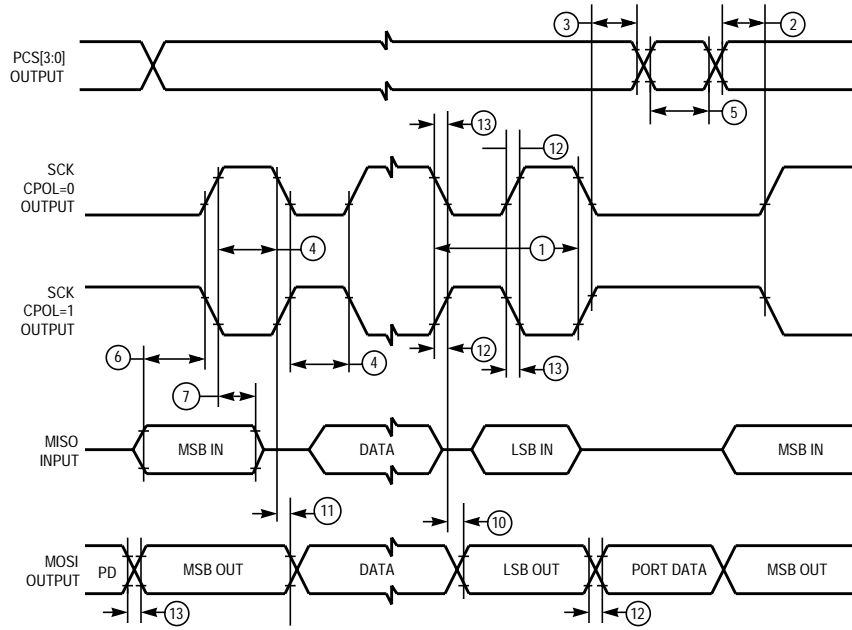 3
2
PCS[3:0]
OUTPUT
5
13
12
SCK
CPOL=0
OUTPUT
4
1
SCK
CPOL=1
OUTPUT
6
12
4
13
7
MISO
INPUT
MSB IN
DATA
LSB IN
MSB IN
11
10
MOSI
OUTPUT
PD
MSB OUT
DATA
LSB OUT
PORT DATA
MSB OUT
13
12